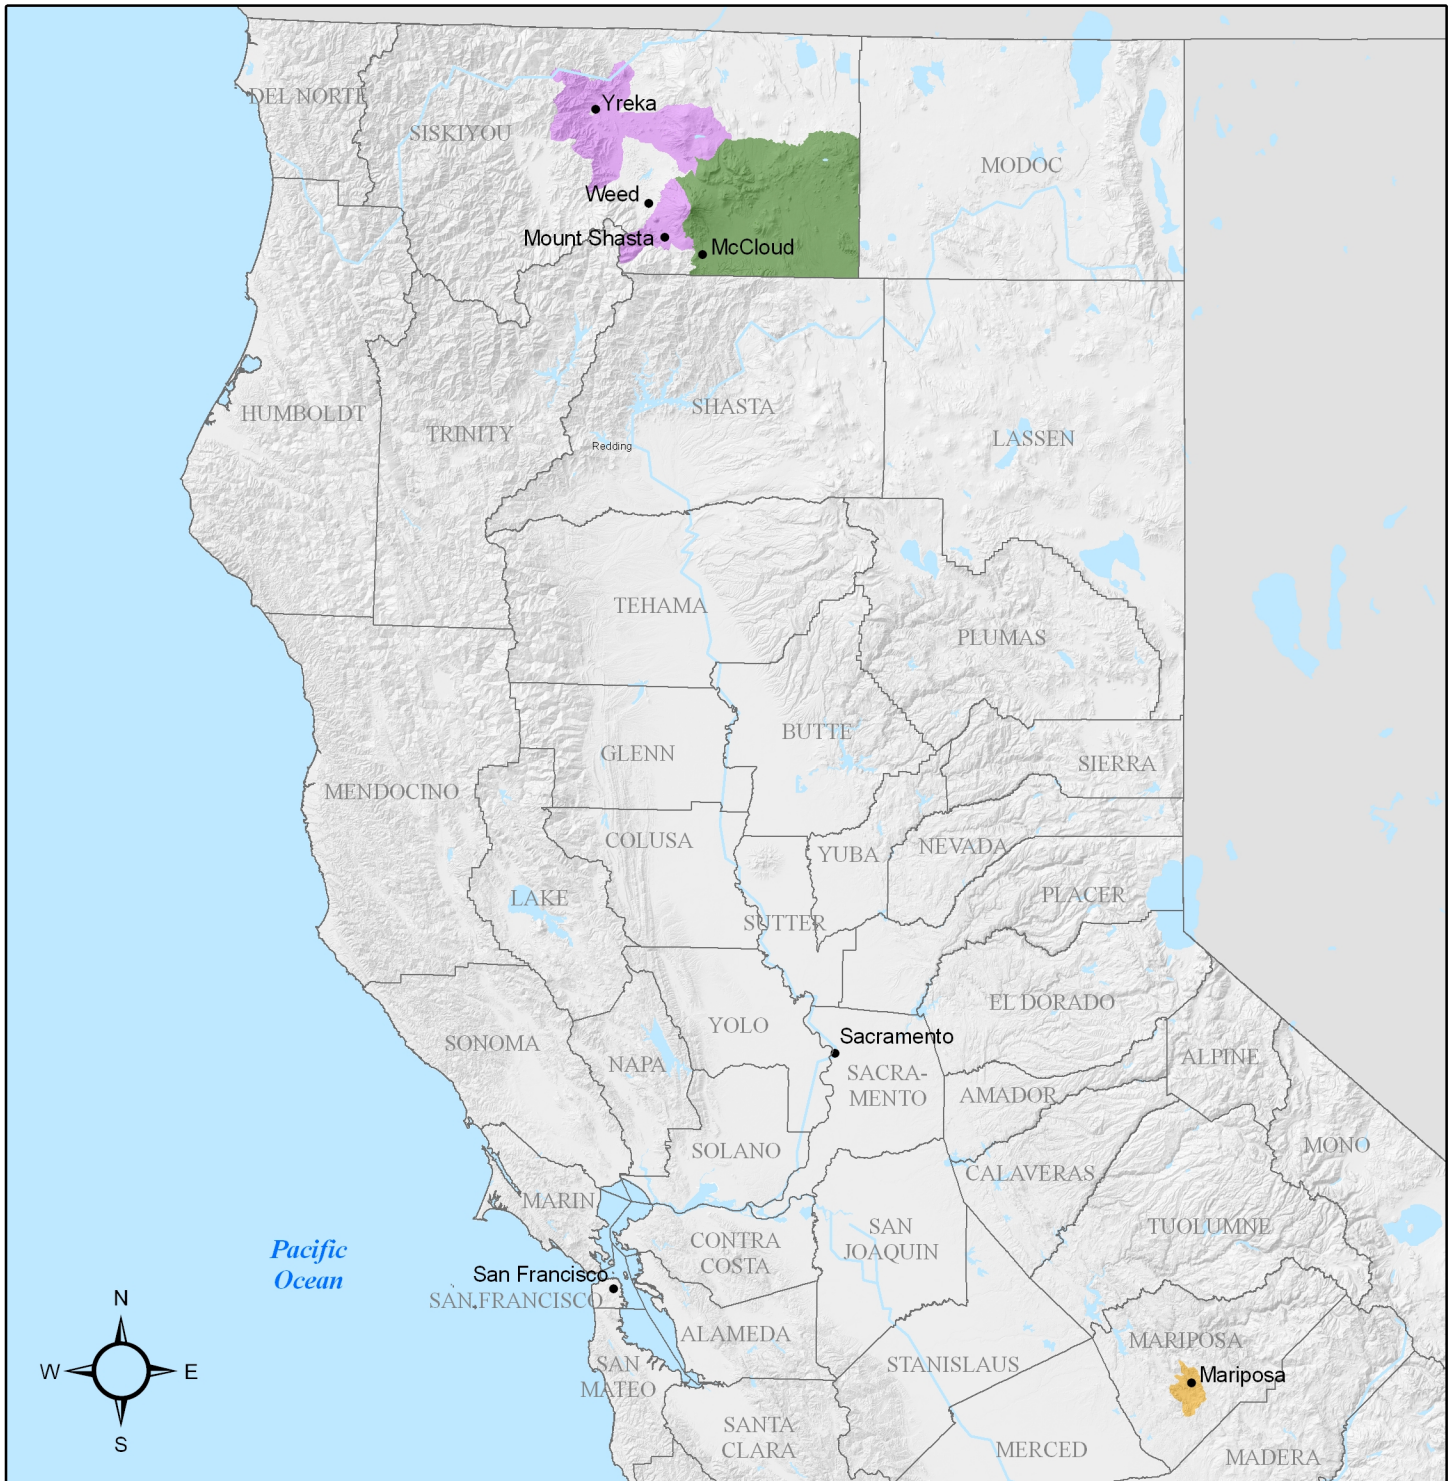 DEL NORTE
SISKIYOU
Yreka
MODOC
Weed
Mount Shasta
McCloud
HUMBOLDT
TRINITY
SHASTA
Redding
LASSEN
TEHAMA
PLUMAS
BUTTE
GLENN
SIERRA
MENDOCINO
COLUSA
YUBA
NEVADA
LAKE
PLACER
SUTTER
EL DORADO
YOLO
SONOMA
Sacramento
NAPA
ALPINE
SACRA-
MENTO
AMADOR
SOLANO
MONO
CALAVERAS
MARIN
SAN
JOAQUIN
TUOLUMNE
CONTRA
COSTA
Pacific
Ocean
San Francisco
SAN FRANCISCO
ALAMEDA
MARIPOSA
STANISLAUS
SAN
MATEO
Mariposa
SANTA
CLARA
MERCED
MADERA
N
W
E
S